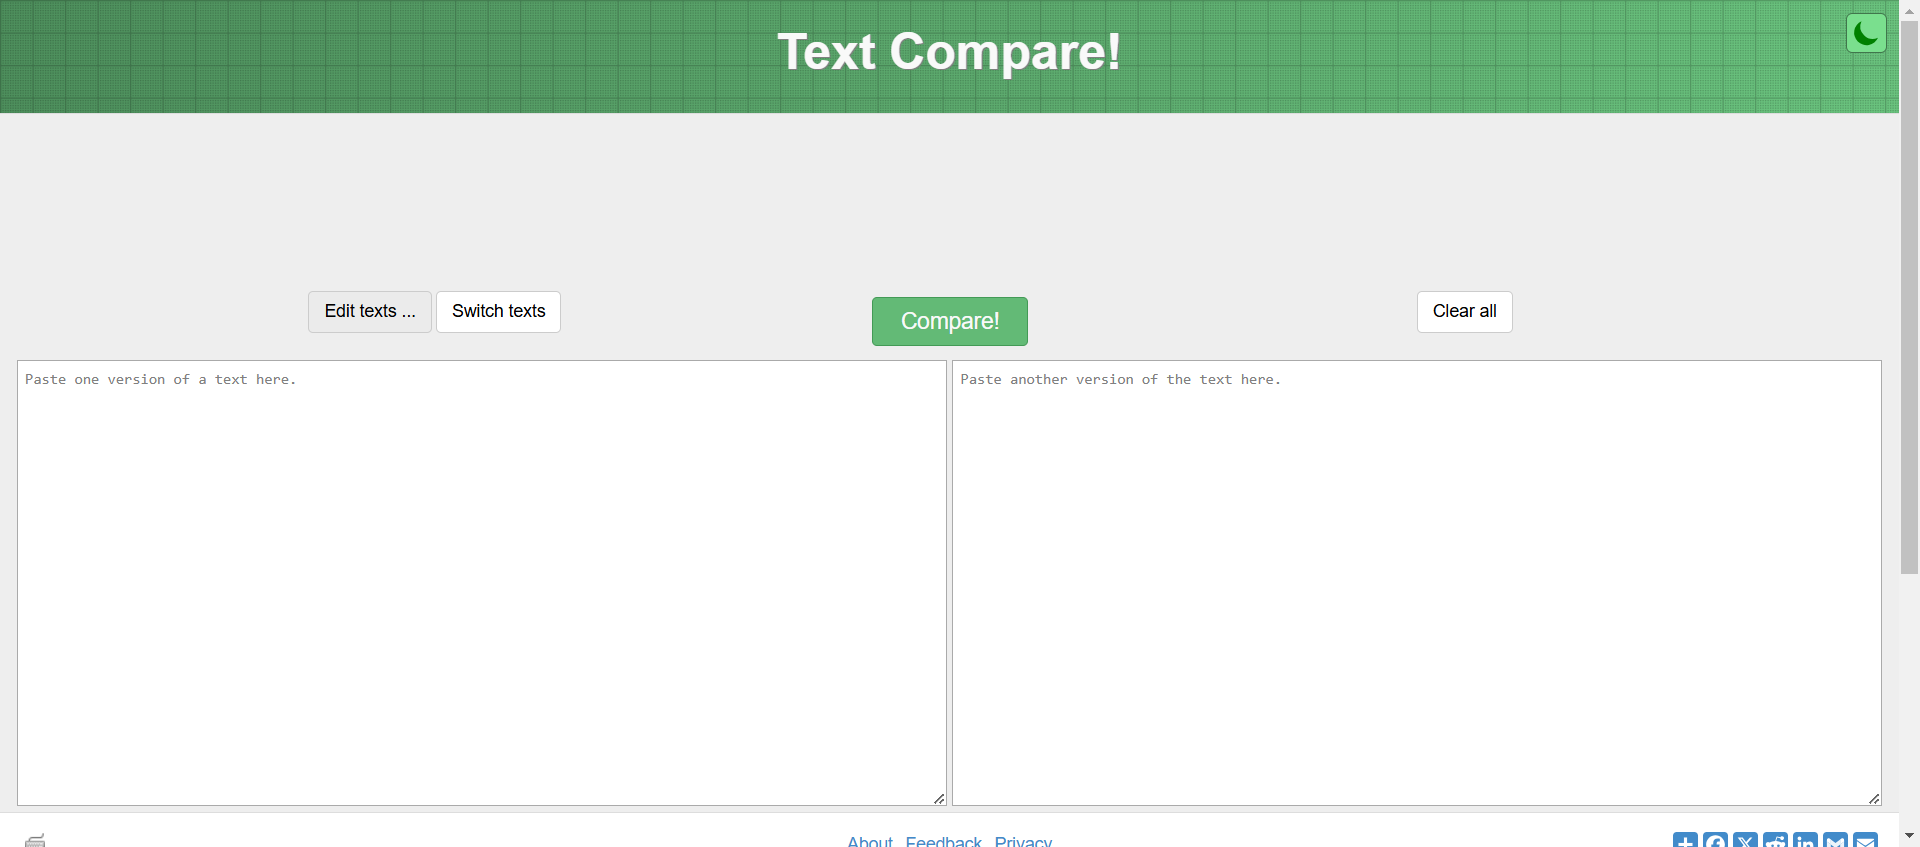 Text Compare!
Edit texts ... Switch texts Compare! Clear all
Paste one version of a text here. Paste another version of the text here.
About Feedback Privacy